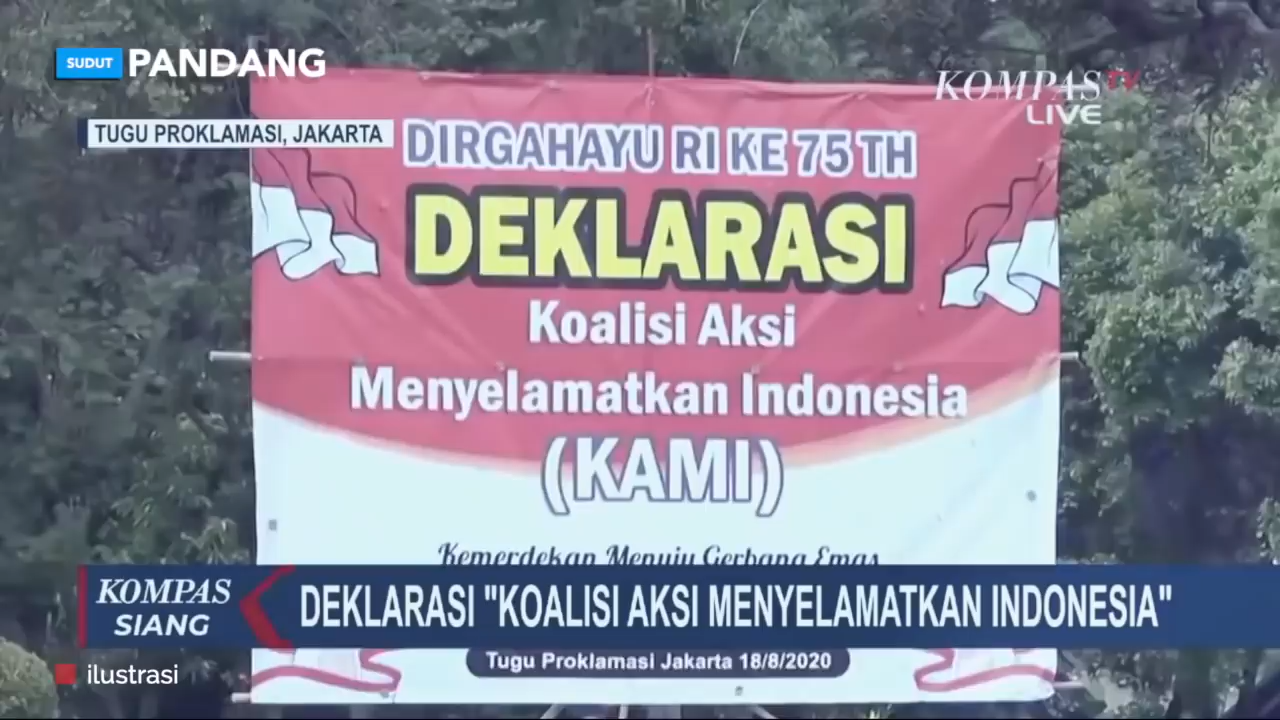 SUDUT PANDANG
KOMPAS TV
LIVE
TUGU PROKLAMASI, JAKARTA
DIRGAHAYU RI KE 75 TH
DEKLARASI
Koalisi Aksi
Menyelamatkan Indonesia
(KAMI)
Kemerdekan Menuju Gerbang Emas
KOMPAS
SIANG
DEKLARASI "KOALISI AKSI MENYELAMATKAN INDONESIA"
Tugu Proklamasi Jakarta 18/8/2020
ilustrasi